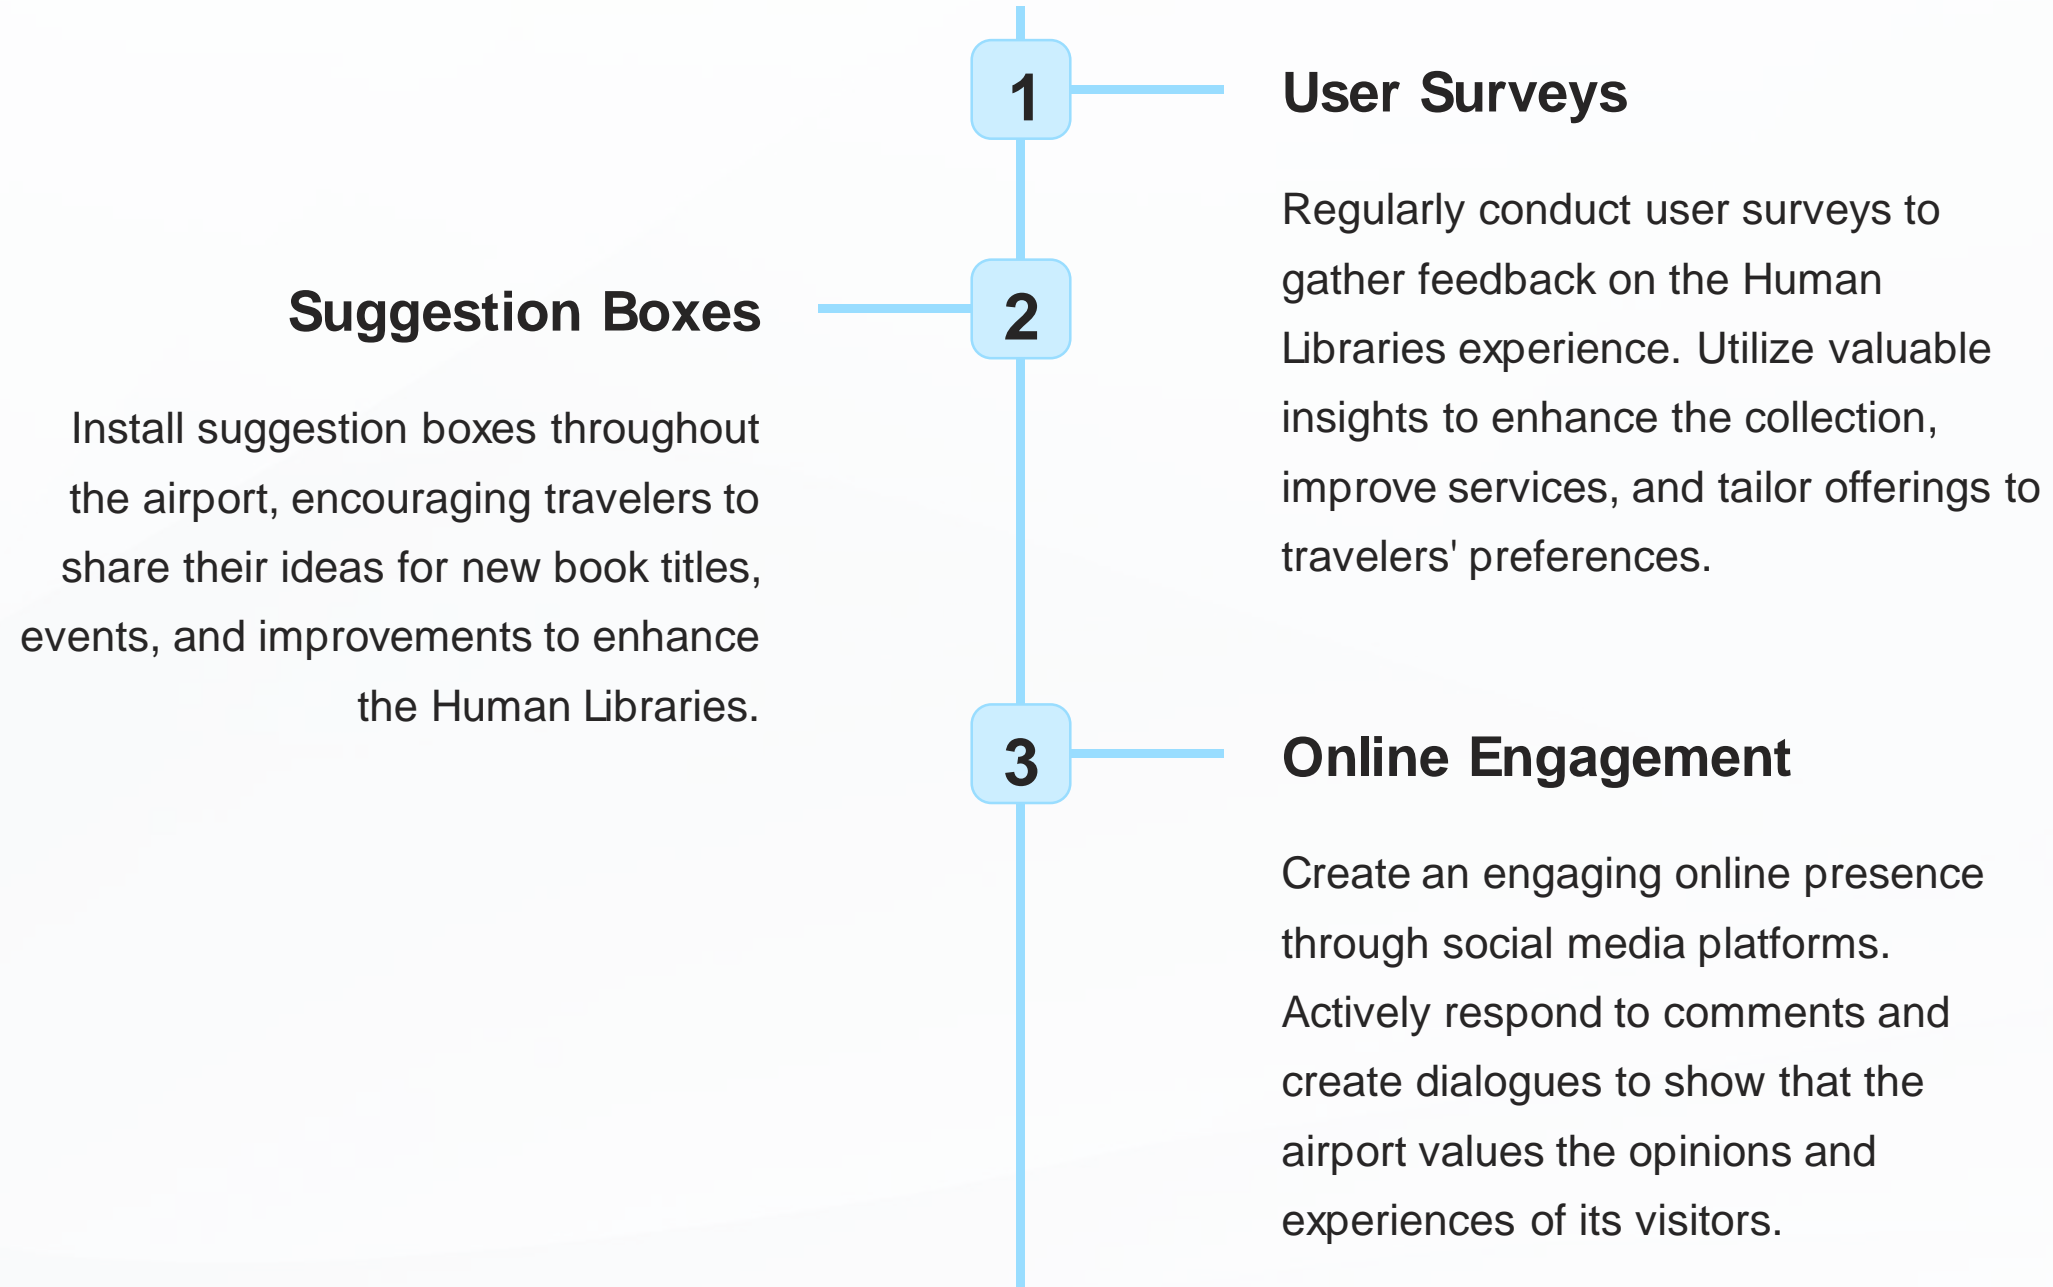 1
User Surveys
Regularly conduct user surveys to
gather feedback on the Human
Libraries experience. Utilize valuable
insights to enhance the collection,
improve services, and tailor offerings to
travelers' preferences.
2
Suggestion Boxes
Install suggestion boxes throughout
the airport, encouraging travelers to
share their ideas for new book titles,
events, and improvements to enhance
the Human Libraries.
3
Online Engagement
Create an engaging online presence
through social media platforms.
Actively respond to comments and
create dialogues to show that the
airport values the opinions and
experiences of its visitors.